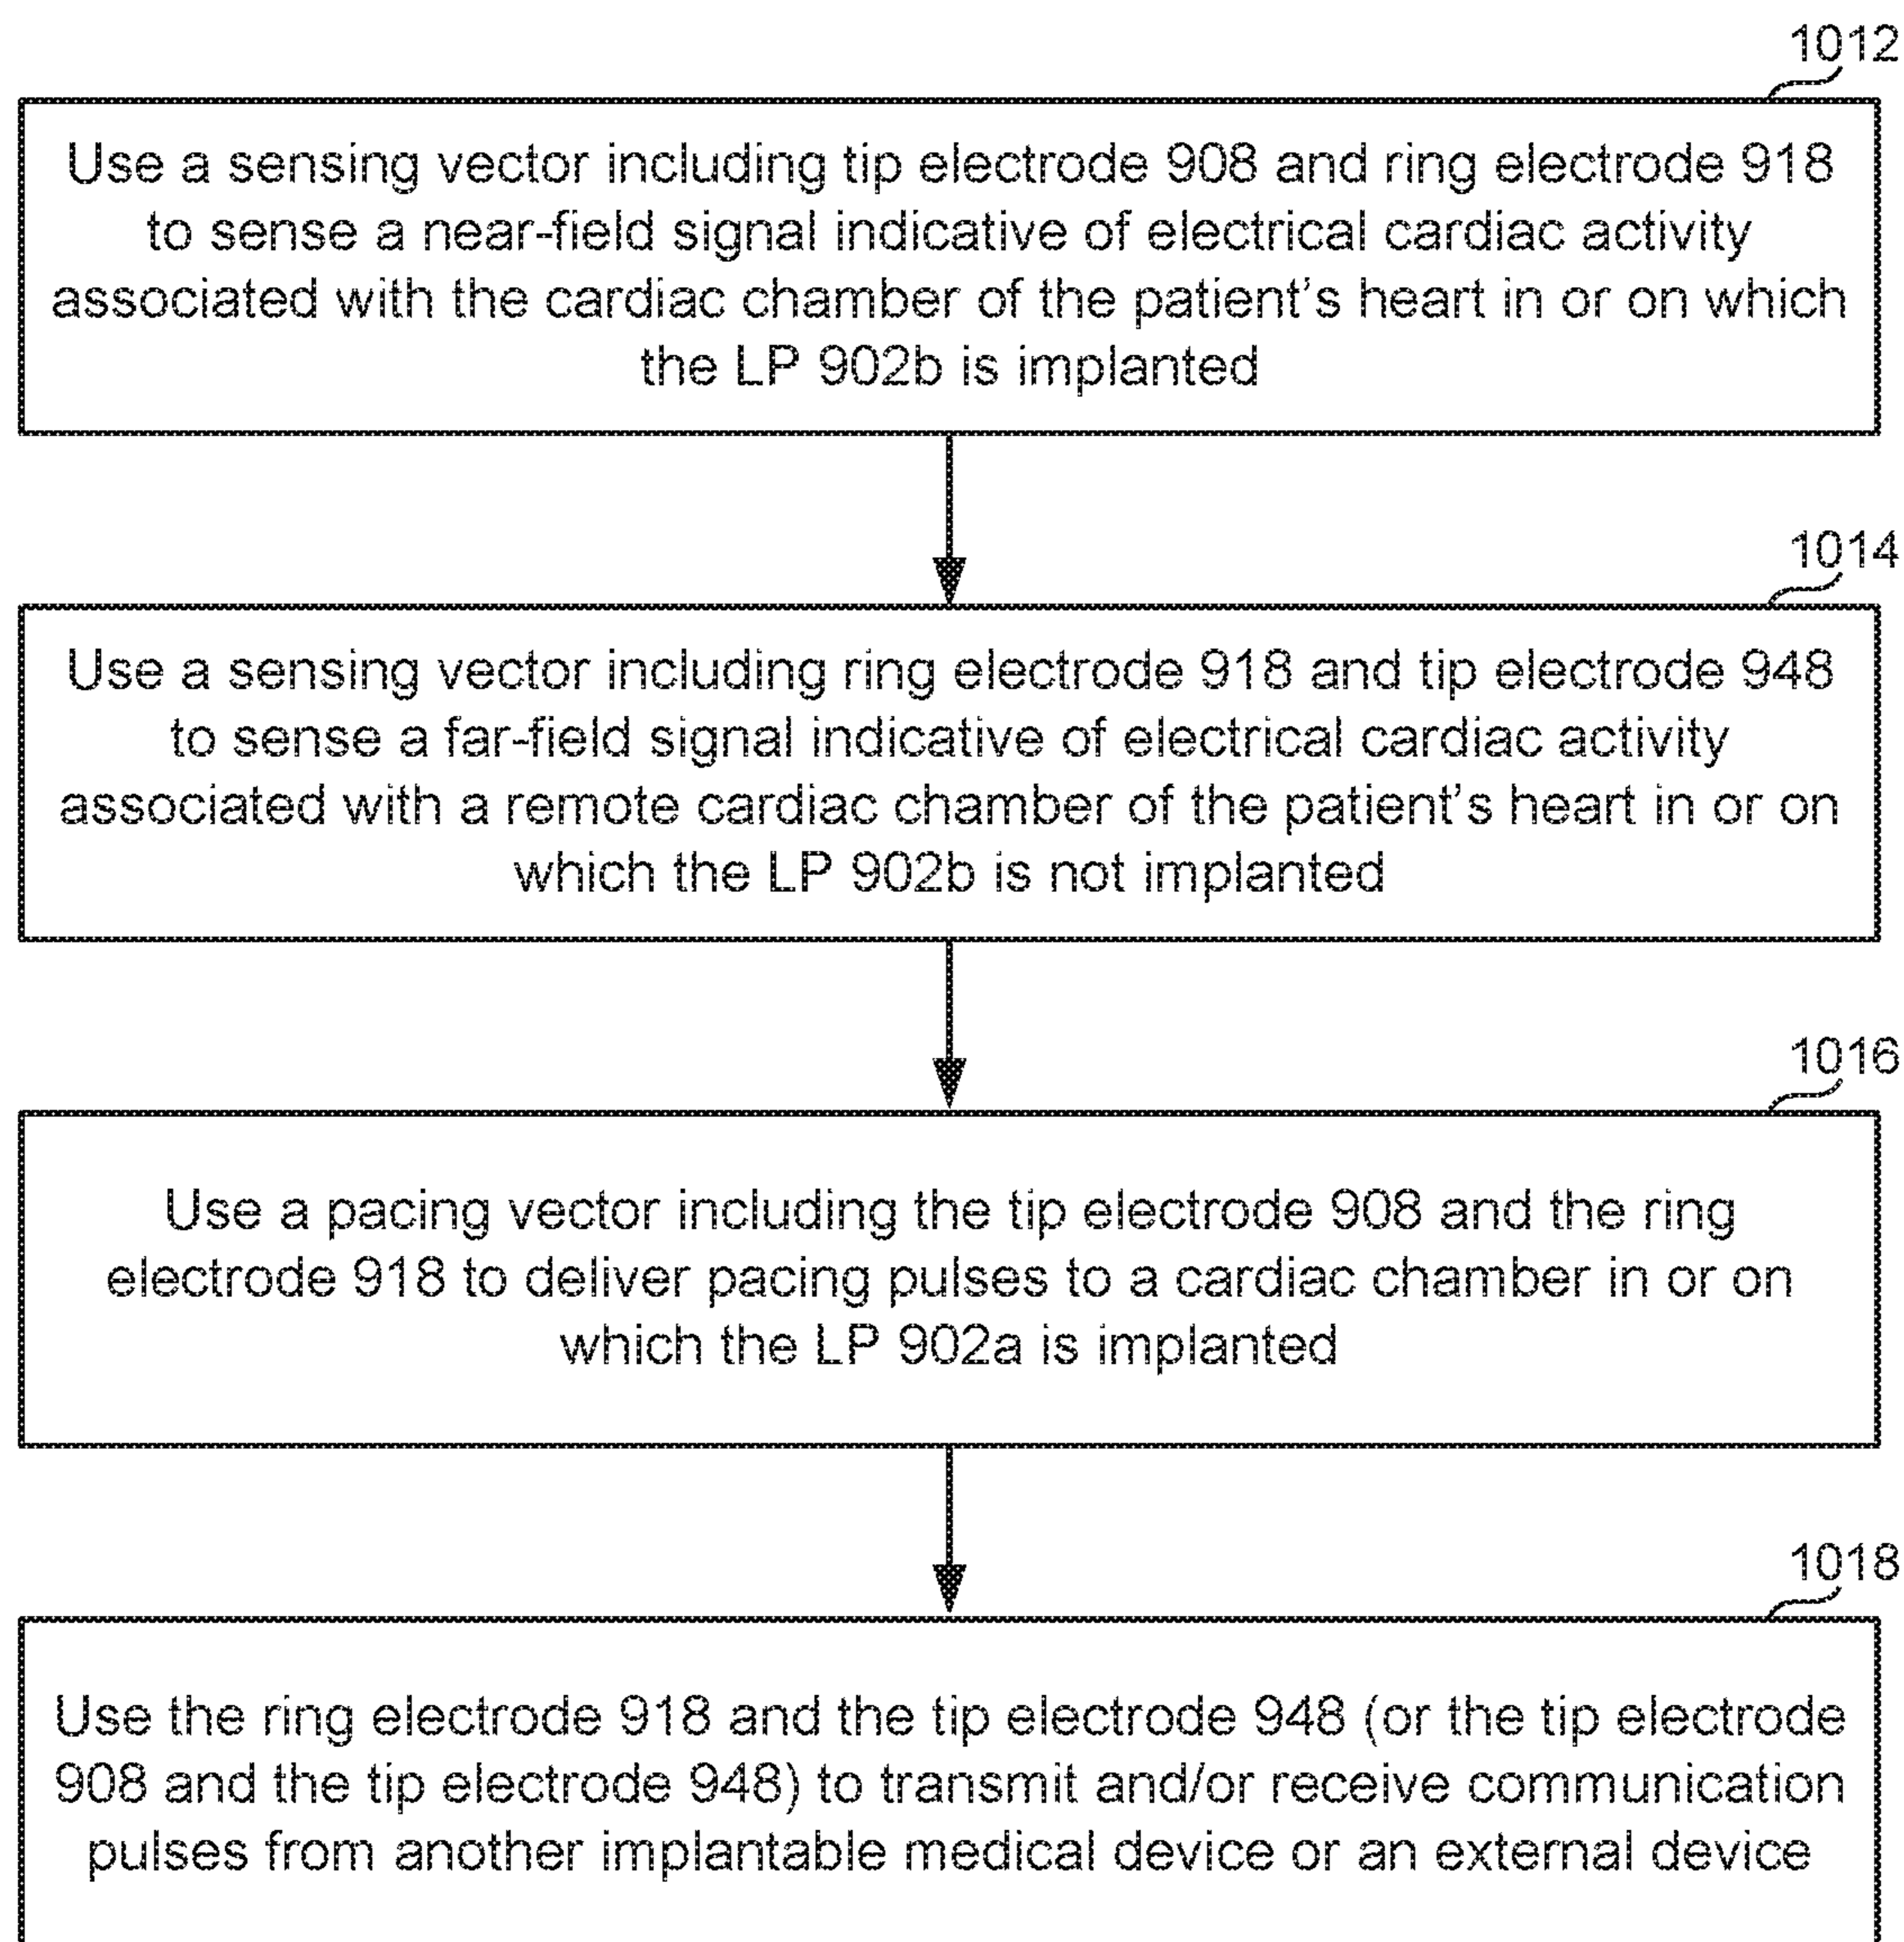 1012
Use a sensing vector including tip electrode 908 and ring electrode 918
to sense a near-field signal indicative of electrical cardiac activity
associated with the cardiac chamber of the patient's heart in or on which
the LP 902b is implanted
1014
Use a sensing vector including ring electrode 918 and tip electrode 948
to sense a far-field signal indicative of electrical cardiac activity
associated with a remote cardiac chamber of the patient's heart in or on
which the LP 902b is not implanted
1016
Use a pacing vector including the tip electrode 908 and the ring
electrode 918 to deliver pacing pulses to a cardiac chamber in or on
which the LP 902a is implanted
1018
Use the ring electrode 918 and the tip electrode 948 (or the tip electrode
908 and the tip electrode 948) to transmit and/or receive communication
pulses from another implantable medical device or an external device